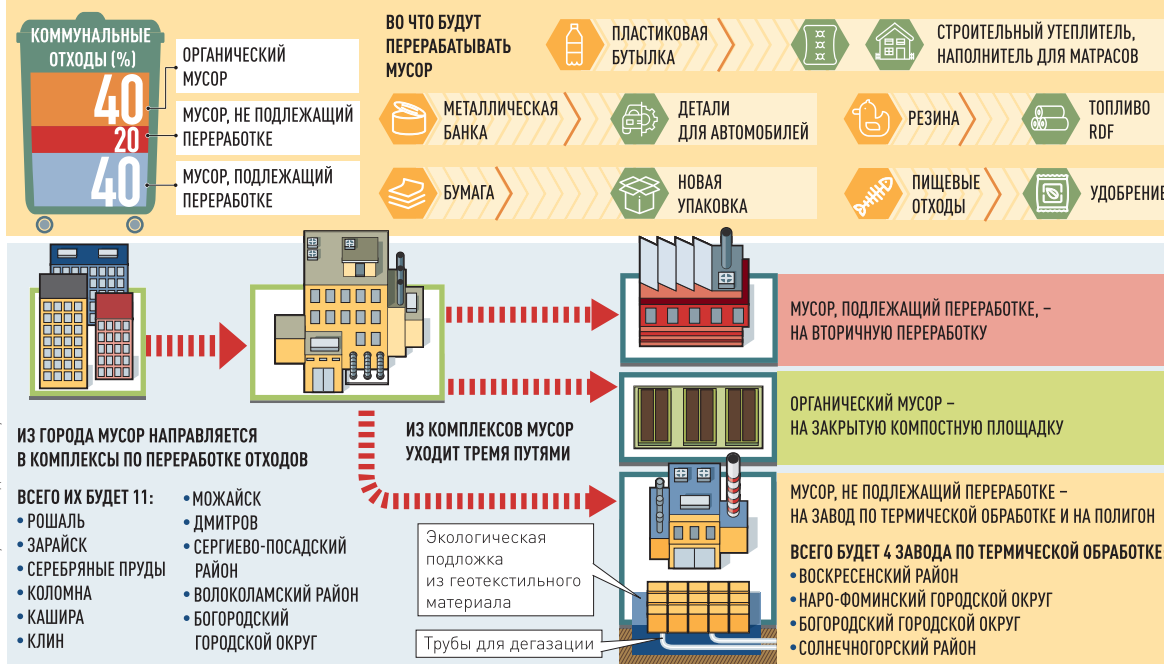 КОММУНАЛЬНЫЕ
ОТХОДЫ (%)
40
20
40
ОРГАНИЧЕСКИЙ
МУСОР
МУСОР, НЕ ПОДЛЕЖАЩИЙ
ПЕРЕРАБОТКЕ
МУСОР, ПОДЛЕЖАЩИЙ
ПЕРЕРАБОТКЕ
ВО ЧТО БУДУТ
ПЕРЕРАБАТЫВАТЬ
МУСОР
ПЛАСТИКОВАЯ
БУТЫЛКА
СТРОИТЕЛЬНЫЙ УТЕПЛИТЕЛЬ,
НАПОЛНИТЕЛЬ ДЛЯ МАТРАСОВ
МЕТАЛЛИЧЕСКАЯ
БАНКА
ДЕТАЛИ
ДЛЯ АВТОМОБИЛЕЙ
РЕЗИНА
ТОПЛИВО
RDF
БУМАГА
НОВАЯ
УПАКОВКА
ПИЩЕВЫЕ
ОТХОДЫ
УДОБРЕНИЕ
ИЗ ГОРОДА МУСОР НАПРАВЛЯЕТСЯ
В КОМПЛЕКСЫ ПО ПЕРЕРАБОТКЕ ОТХОДОВ
ВСЕГО ИХ БУДЕТ 11:
• РОШАЛЬ
• ЗАРАЙСК
• СЕРЕБРЯНЫЕ ПРУДЫ
• КОЛОМНА
• КАШИРА
• КЛИН
• МОЖАЙСК
• ДМИТРОВ
• СЕРГИЕВО-ПОСАДСКИЙ
РАЙОН
• ВОЛОКОЛАМСКИЙ РАЙОН
• БОГОРОДСКИЙ
ГОРОДСКОЙ ОКРУГ
ИЗ КОМПЛЕКСОВ МУСОР
УХОДИТ ТРЕМЯ ПУТЯМИ
МУСОР, ПОДЛЕЖАЩИЙ ПЕРЕРАБОТКЕ, –
НА ВТОРИЧНУЮ ПЕРЕРАБОТКУ
ОРГАНИЧЕСКИЙ МУСОР –
НА ЗАКРЫТУЮ КОМПОСТНУЮ ПЛОЩАДКУ
МУСОР, НЕ ПОДЛЕЖАЩИЙ ПЕРЕРАБОТКЕ –
НА ЗАВОД ПО ТЕРМИЧЕСКОЙ ОБРАБОТКЕ И НА ПОЛИГОН
ВСЕГО БУДЕТ 4 ЗАВОДА ПО ТЕРМИЧЕСКОЙ ОБРАБОТКЕ
• ВОСКРЕСЕНСКИЙ РАЙОН
• НАРО-ФОМИНСКИЙ ГОРОДСКОЙ ОКРУГ
• БОГОРОДСКИЙ ГОРОДСКОЙ ОКРУГ
• СОЛНЕЧНОГОРСКИЙ РАЙОН
Экологическая
подложка
из геотекстильного
материала
Трубы для дегазации